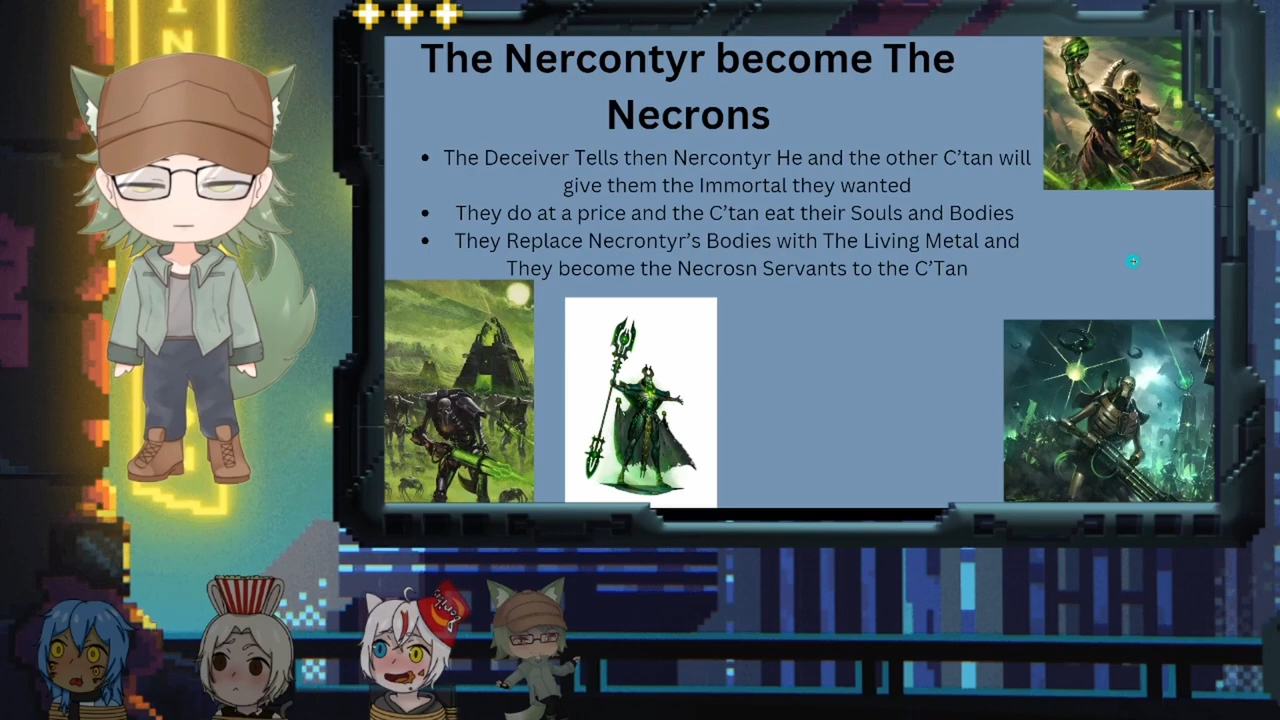 I
N
The Nercontyr become The
Necrons
• The Deceiver Tells then Nercontyr He and the other C’tan will
give them the Immortal they wanted
• They do at a price and the C’tan eat their Souls and Bodies
• They Replace Necrontyr’s Bodies with The Living Metal and
They become the Necrosn Servants to the C’Tan